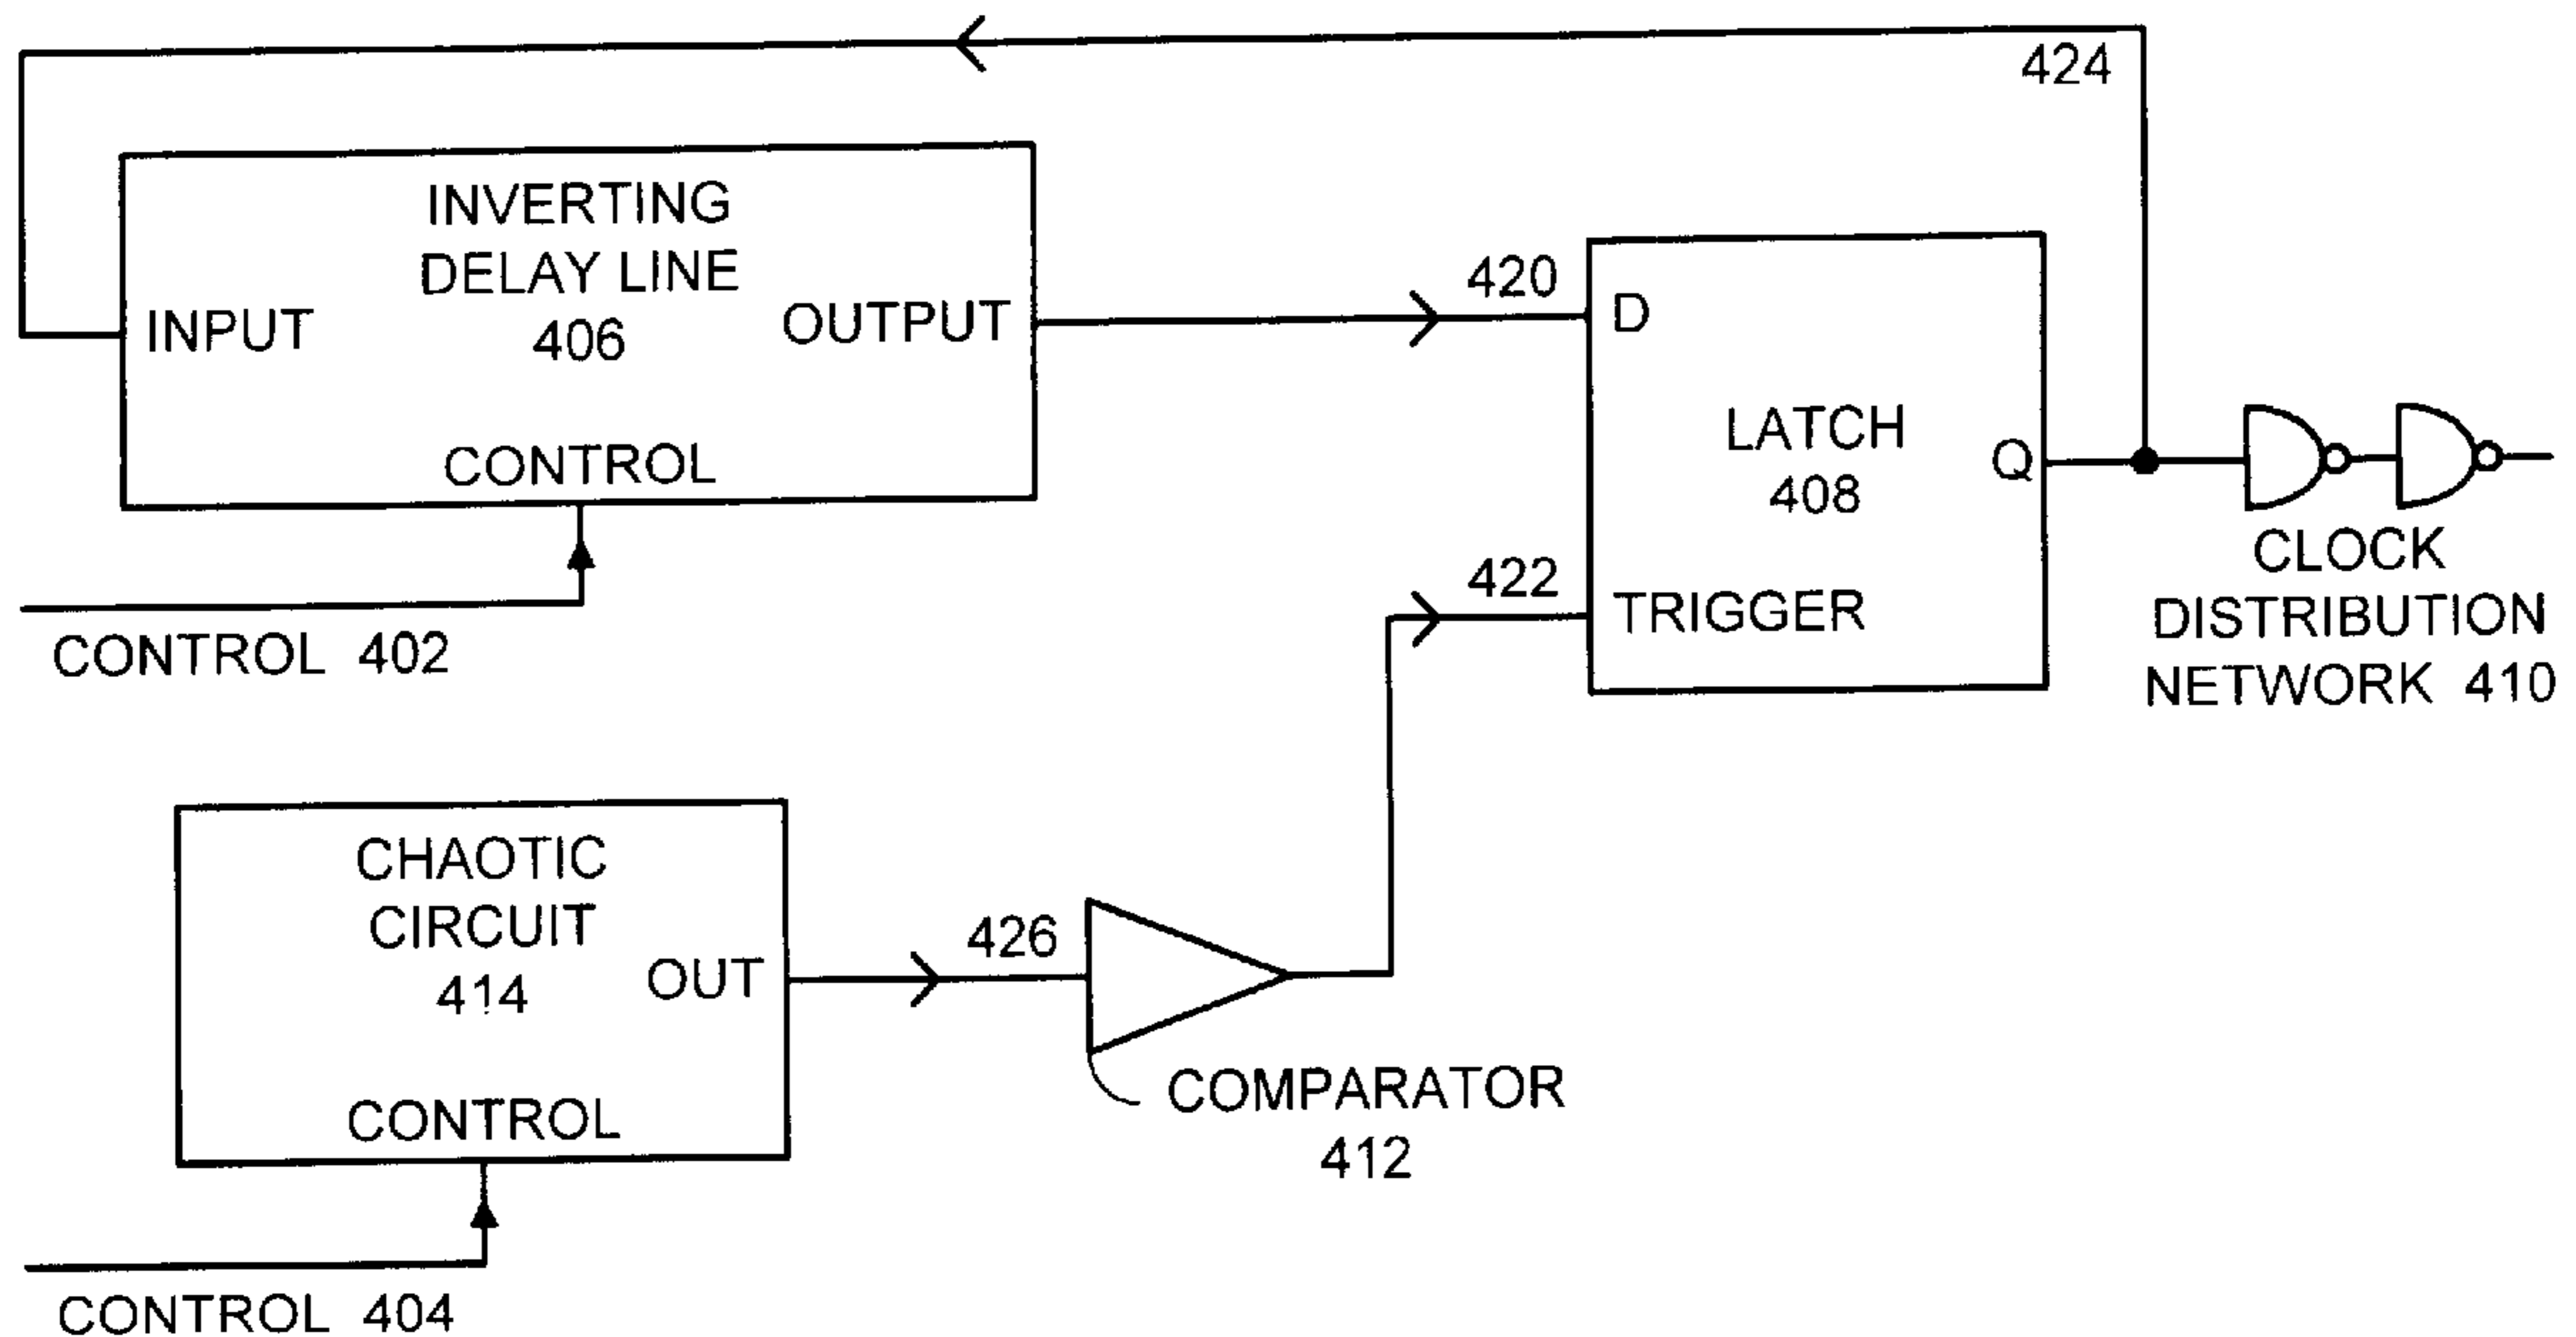 424
INVERTING
DELAY LINE
406
INPUT
OUTPUT
CONTROL
CONTROL 402
420
D
LATCH
408
Q
422
TRIGGER
CLOCK
DISTRIBUTION
NETWORK 410
CHAOTIC
CIRCUIT
414
OUT
CONTROL
CONTROL 404
426
COMPARATOR
412